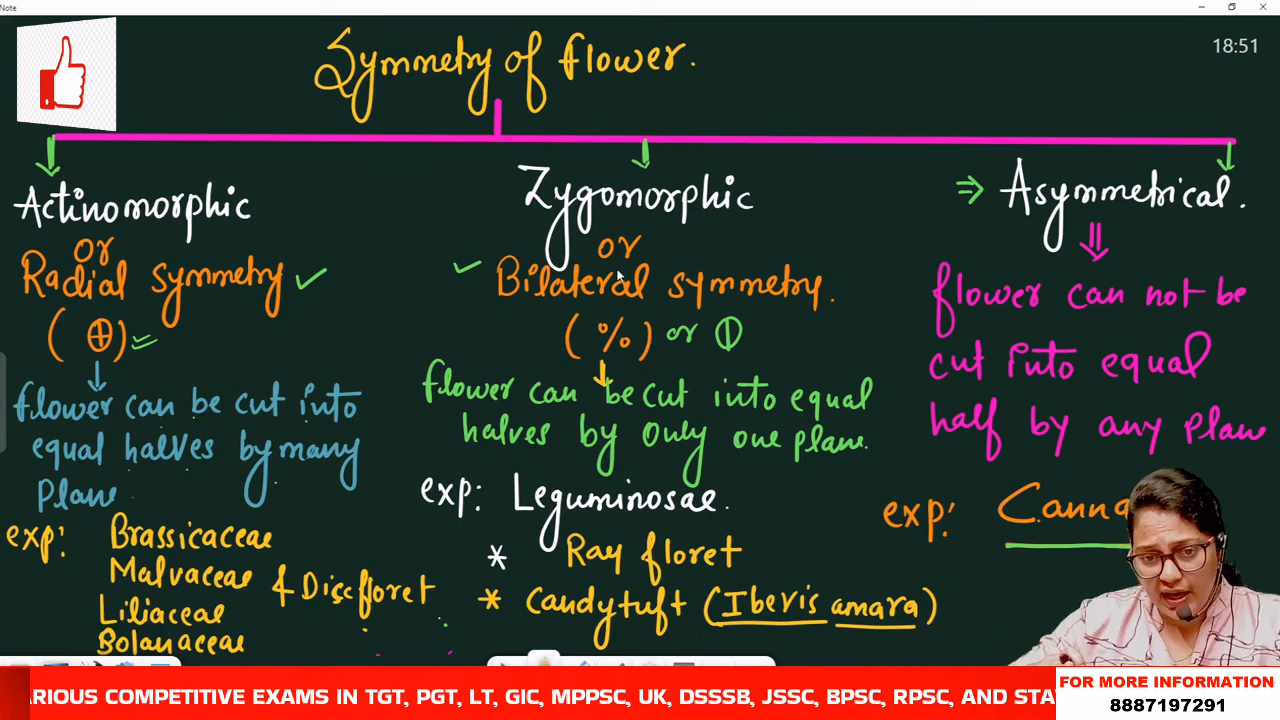 Note
18:51
Symmetry of flower.
Actinomorphic
or
Radial symmetry
(⊕)
flower can be cut into
equal halves by many
Plane
exp: Brassicaceae
Malvaceae & Disc floret
Liliaceae
Zygomorphic
or
Bilateral symmetry.
(%) or ⦶
flower can be cut into equal
halves by only one plane.
exp: Leguminosae.
* Ray floret
* Candytuft (Iberis amara)
⇒ Asymmetrical.
flower can not be
cut into equal
half by any Plane
exp: Canna
ARIOUS COMPETITIVE EXAMS IN TGT, PGT, LT, GIC, MPPSC, UK, DSSSB, JSSC, BPSC, RPSC, AND STA
FOR MORE INFORMATION
8887197291